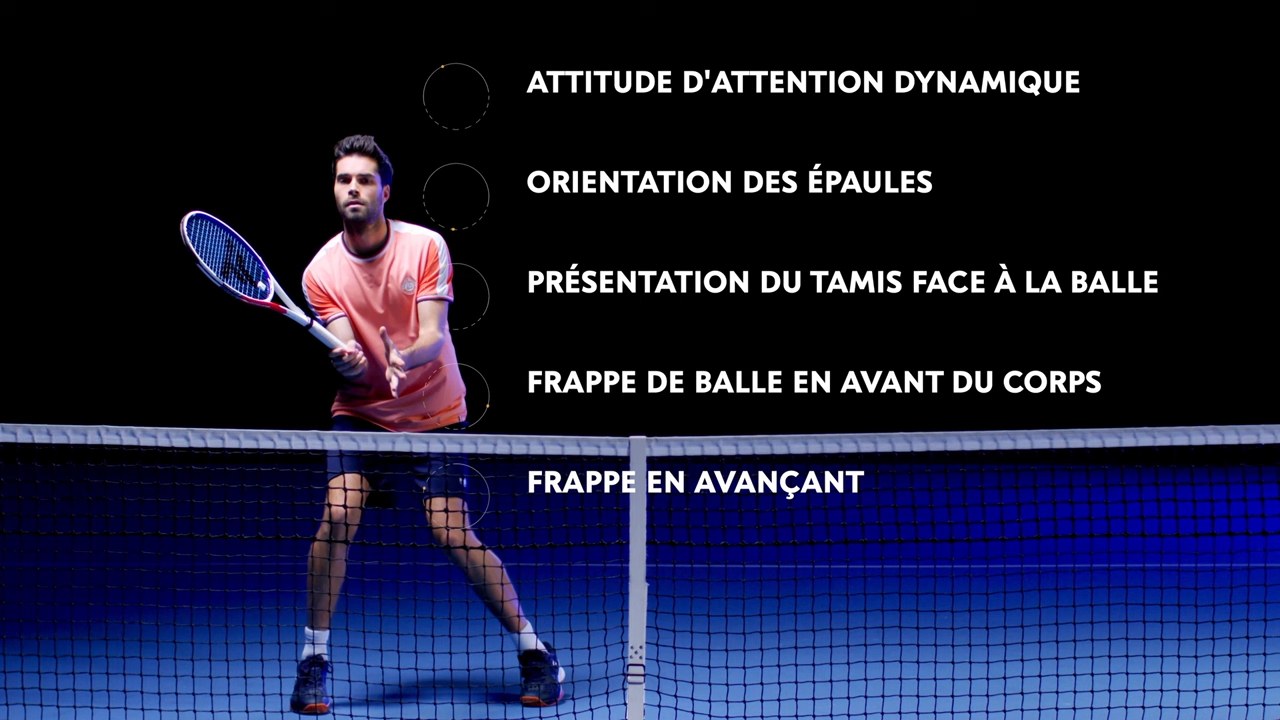 ATTITUDE D'ATTENTION DYNAMIQUE
ORIENTATION DES ÉPAULES
PRÉSENTATION DU TAMIS FACE À LA BALLE
FRAPPE DE BALLE EN AVANT DU CORPS
FRAPPE EN AVANÇANT